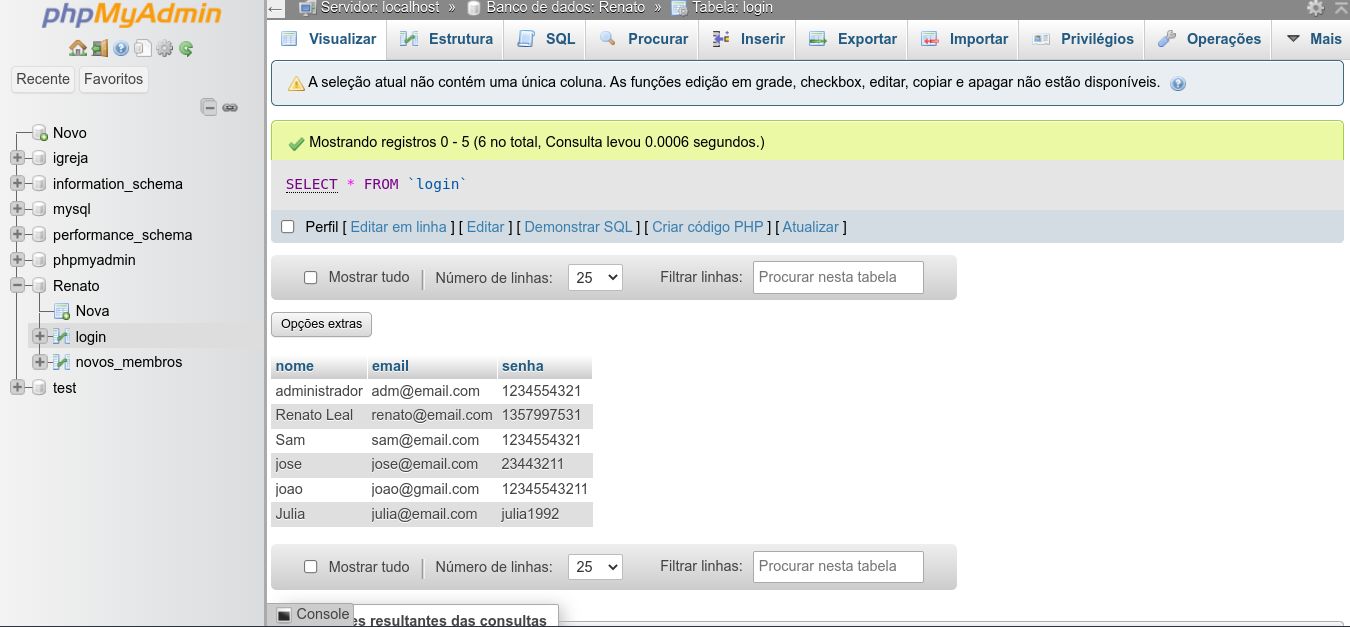 phpMyAdmin
Recente Favoritos
Novo
igreja
information_schema
mysql
performance_schema
phpmyadmin
Renato
Nova
login
novos_membros
test
← Servidor: localhost » Banco de dados: Renato » Tabela: login
Visualizar Estrutura SQL Procurar Inserir Exportar Importar Privilégios Operações Mais
A seleção atual não contém uma única coluna. As funções edição em grade, checkbox, editar, copiar e apagar não estão disponíveis.
Mostrando registros 0 - 5 (6 no total, Consulta levou 0.0006 segundos.)
SELECT * FROM `login`
Perfil [ Editar em linha ] [ Editar ] [ Demonstrar SQL ] [ Criar código PHP ] [ Atualizar ]
Mostrar tudo | Número de linhas: 25 Filtrar linhas: Procurar nesta tabela
Opções extras
nome email senha
administrador adm@email.com 1234554321
Renato Leal renato@email.com 1357997531
Sam sam@email.com 1234554321
jose jose@email.com 23443211
joao joao@gmail.com 12345543211
Julia julia@email.com julia1992
Mostrar tudo | Número de linhas: 25 Filtrar linhas: Procurar nesta tabela
Console
es resultantes das consultas